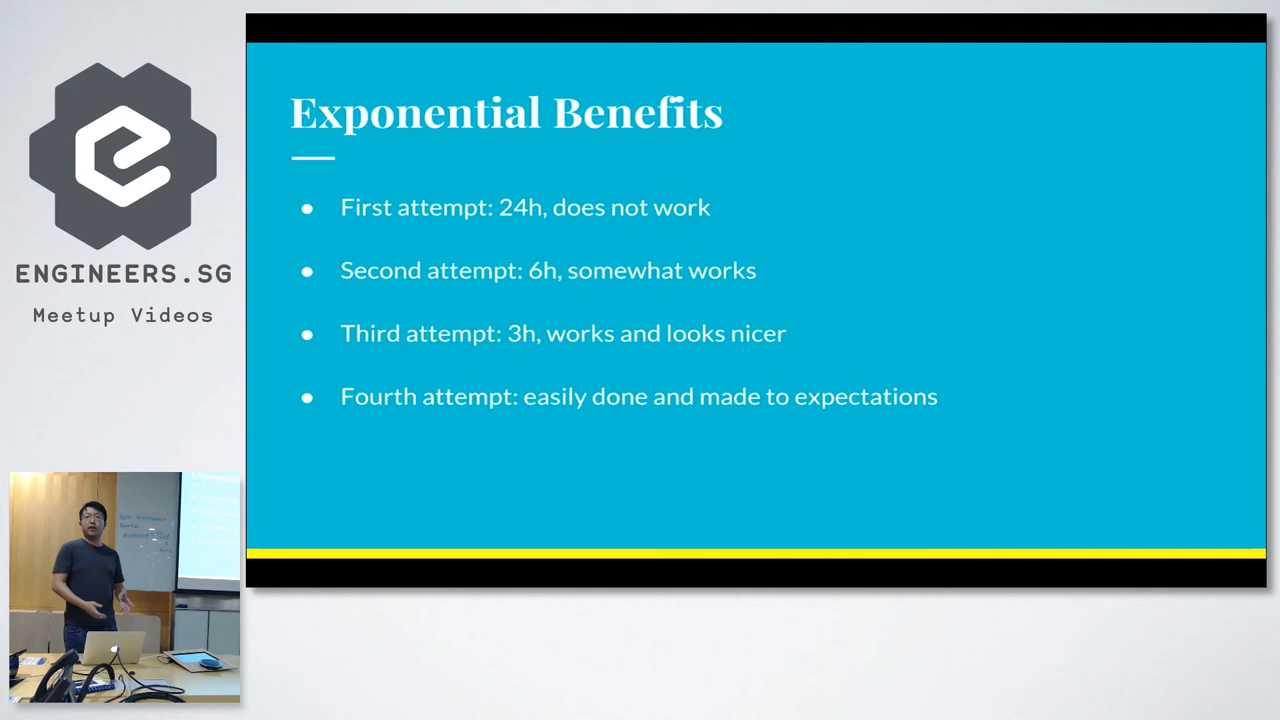 ENGINEERS.SG
Meetup Videos
Exponential Benefits
● First attempt: 24h, does not work
● Second attempt: 6h, somewhat works
● Third attempt: 3h, works and looks nicer
● Fourth attempt: easily done and made to expectations